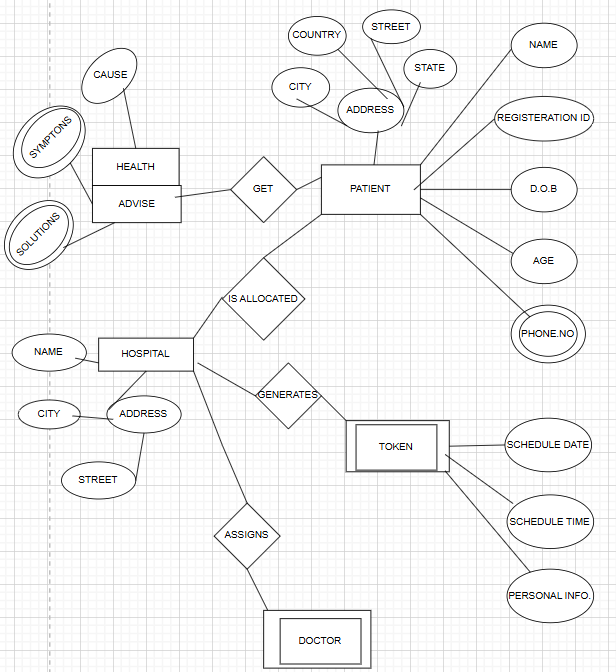 STREET
COUNTRY
NAME
STATE
CAUSE
CITY
ADDRESS
REGISTERATION ID
SYMPTONS
HEALTH
GET
PATIENT
D.O.B
ADVISE
SOLUTIONS
AGE
IS ALLOCATED
PHONE.NO
NAME
HOSPITAL
GENERATES
CITY
ADDRESS
TOKEN
SCHEDULE DATE
STREET
SCHEDULE TIME
ASSIGNS
PERSONAL INFO.
DOCTOR